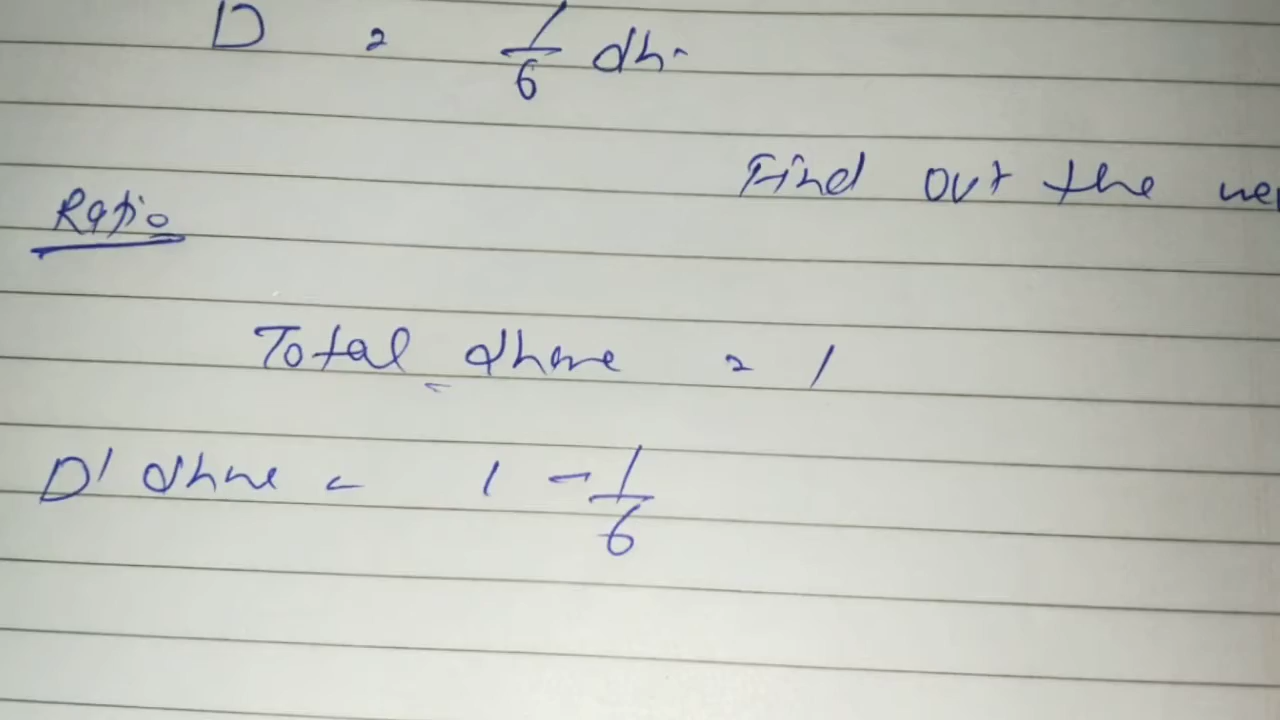 D = 1/6 sh.
Find out the
Ratio
Total share = 1
D' share = 1 - 1/6